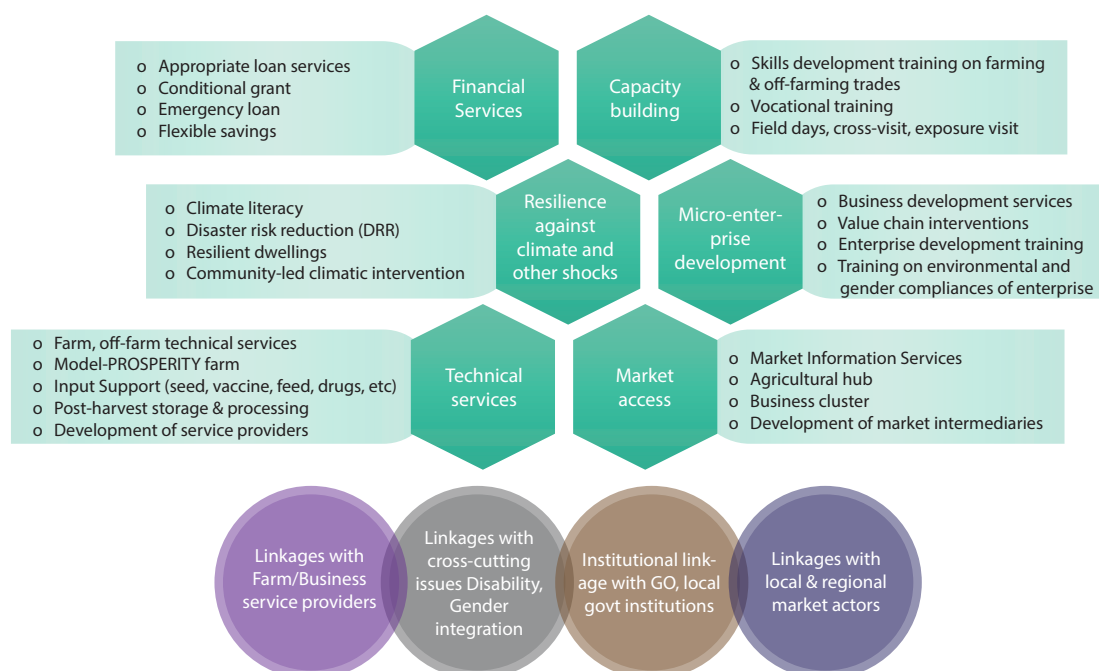 o Appropriate loan services
o Conditional grant
o Emergency loan
o Flexible savings
Financial
Services
Capacity
building
o Skills development training on farming
& off-farming trades
o Vocational training
o Field days, cross-visit, exposure visit
o Climate literacy
o Disaster risk reduction (DRR)
o Resilient dwellings
o Community-led climatic intervention
Resilience
against
climate and
other shocks
Micro-enter-
prise
development
o Business development services
o Value chain interventions
o Enterprise development training
o Training on environmental and
gender compliances of enterprise
o Farm, off-farm technical services
o Model-PROSPERITY farm
o Input Support (seed, vaccine, feed, drugs, etc)
o Post-harvest storage & processing
o Development of service providers
Technical
services
Market
access
o Market Information Services
o Agricultural hub
o Business cluster
o Development of market intermediaries
Linkages with
Farm/Business
service providers
Linkages with
cross-cutting
issues Disability,
Gender
integration
Institutional link-
age with GO, local
govt institutions
Linkages with
local & regional
market actors